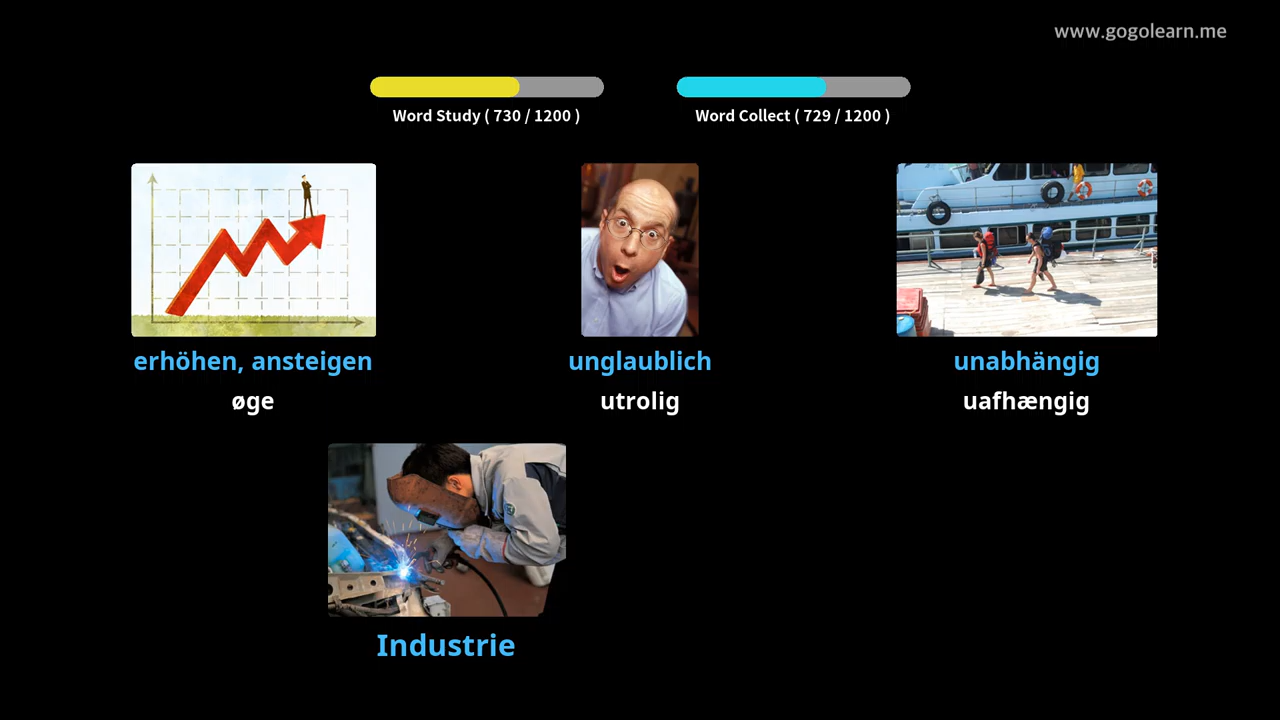 www.gogolearn.me
Word Study ( 730 / 1200 )
Word Collect ( 729 / 1200 )
erhöhen, ansteigen
unglaublich
unabhängig
øge
utrolig
uafhængig
Industrie